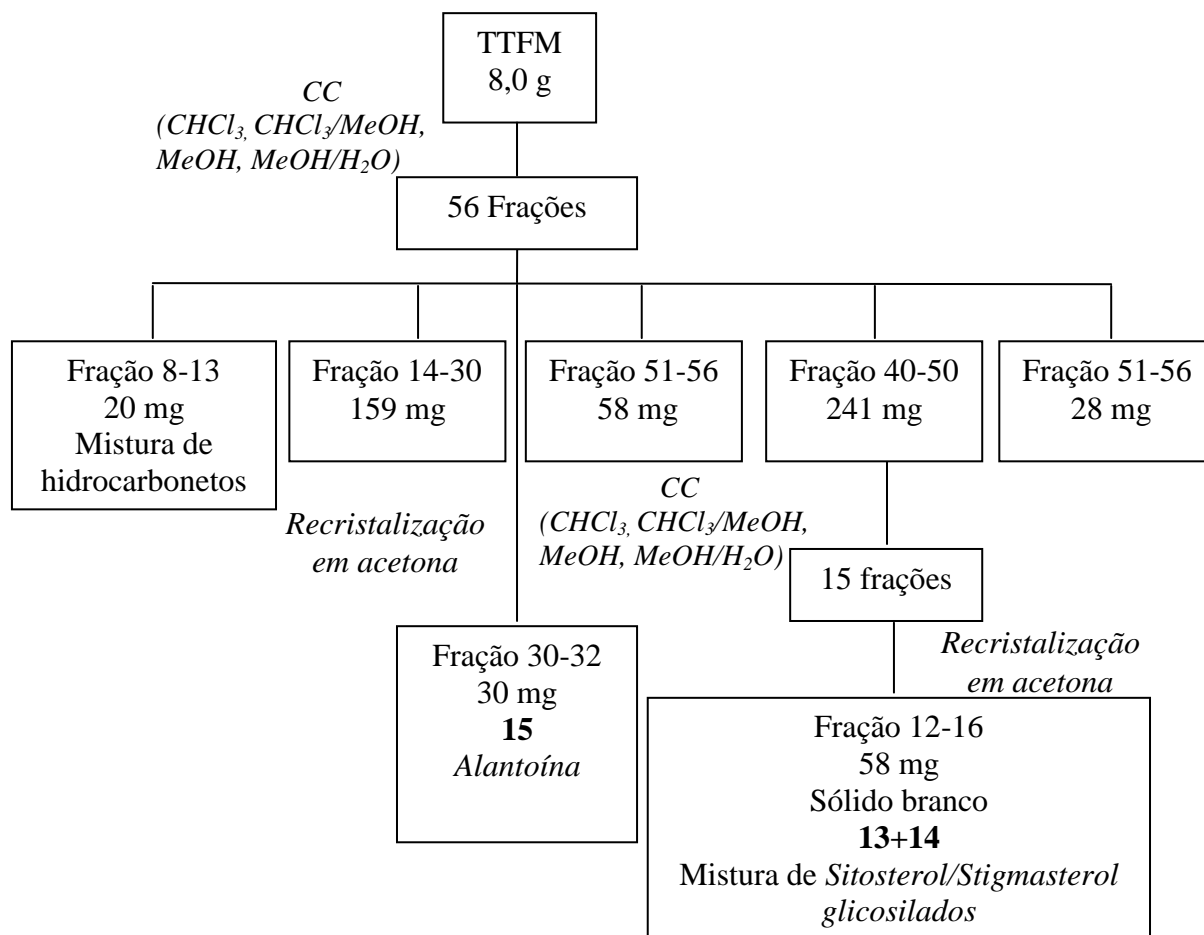 TTFM
8,0 g
CC
(CHCl3, CHCl3/MeOH,
MeOH, MeOH/H2O)
56 Frações
Fração 8-13
20 mg
Mistura de
hidrocarbonetos
Fração 14-30
159 mg
Fração 51-56
58 mg
Fração 40-50
241 mg
Fração 51-56
28 mg
Recristalização
em acetona
CC
(CHCl3, CHCl3/MeOH,
MeOH, MeOH/H2O)
15 frações
Fração 30-32
30 mg
15
Alantoína
Recristalização
em acetona
Fração 12-16
58 mg
Sólido branco
13+14
Mistura de Sitosterol/Stigmasterol
glicosilados